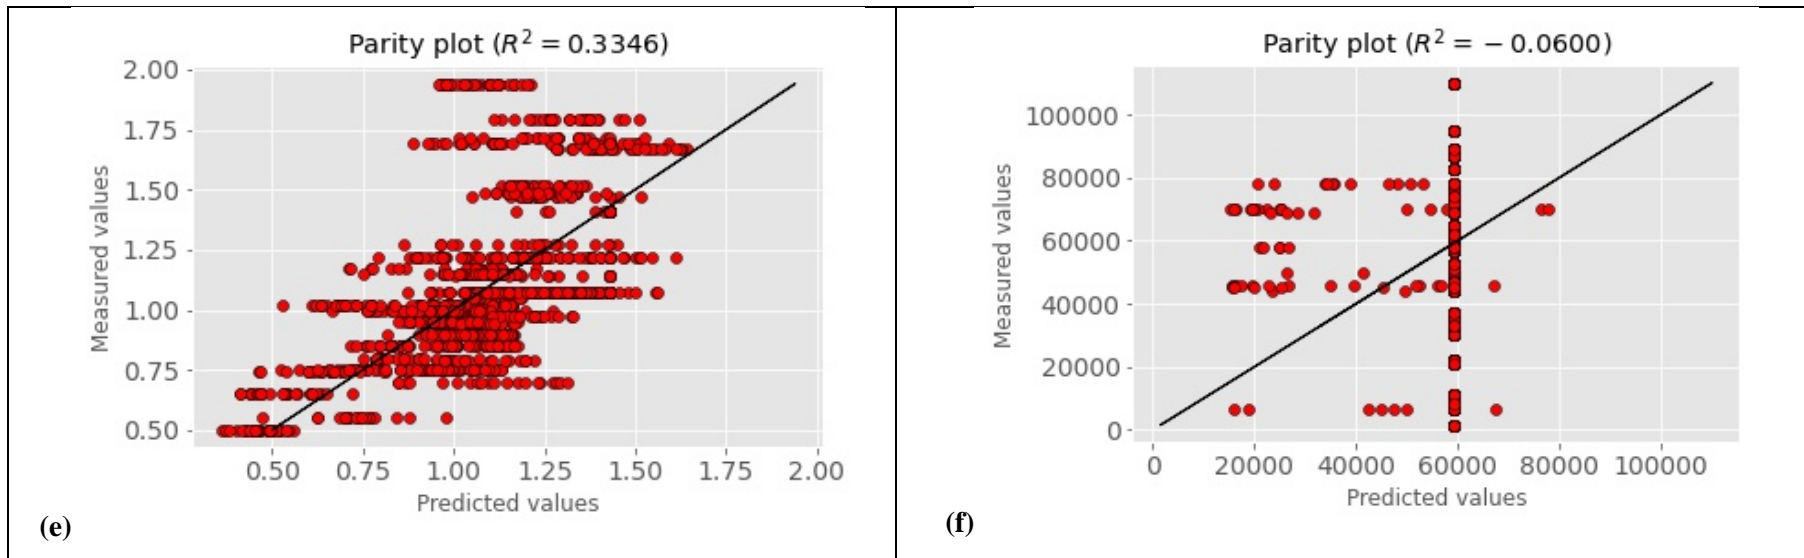 Parity plot (R² = 0.3346)
2.00
1.75
1.50
1.25
1.00
0.75
0.50
Measured values
0.50 0.75 1.00 1.25 1.50 1.75 2.00
Predicted values
(e)
Parity plot (R² = − 0.0600)
100000
80000
60000
40000
20000
0
Measured values
0 20000 40000 60000 80000 100000
Predicted values
(f)